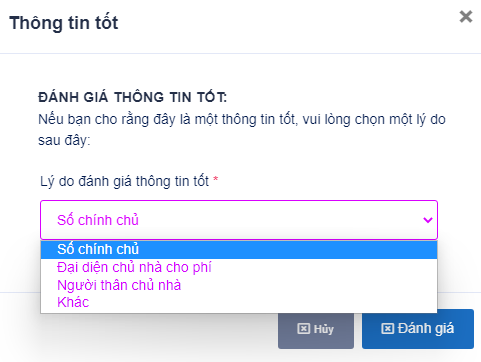 Thông tin tốt
ĐÁNH GIÁ THÔNG TIN TỐT:
Nếu bạn cho rằng đây là một thông tin tốt, vui lòng chọn một lý do
sau đây:
Lý do đánh giá thông tin tốt *
Số chính chủ
Số chính chủ
Đại diện chủ nhà cho phí
Người thân chủ nhà
Khác
Hủy
Đánh giá